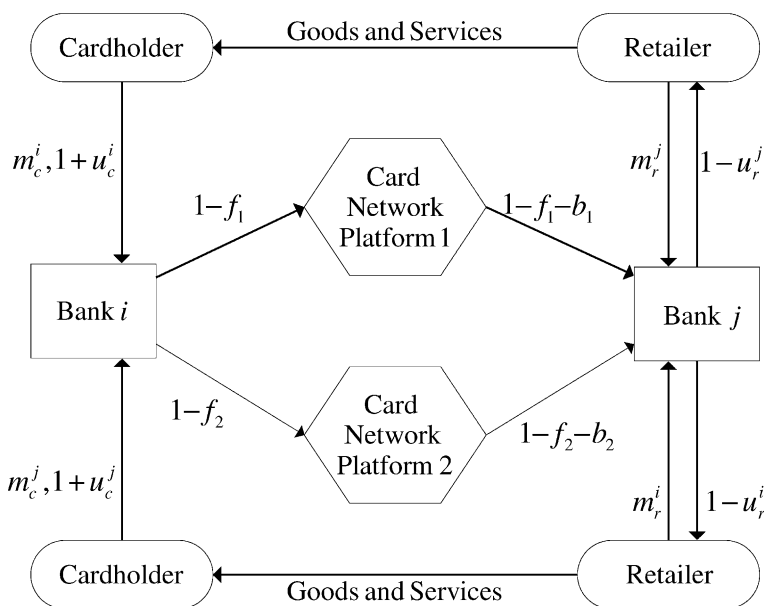 Cardholder
Goods and Services
Retailer
m_c^i, 1+u_c^i
m_r^j
1−u_r^j
1−f_1
Card
Network
Platform 1
1−f_1−b_1
Bank i
Bank j
1−f_2
Card
Network
Platform 2
1−f_2−b_2
m_c^j, 1+u_c^j
m_r^i
1−u_r^i
Cardholder
Goods and Services
Retailer